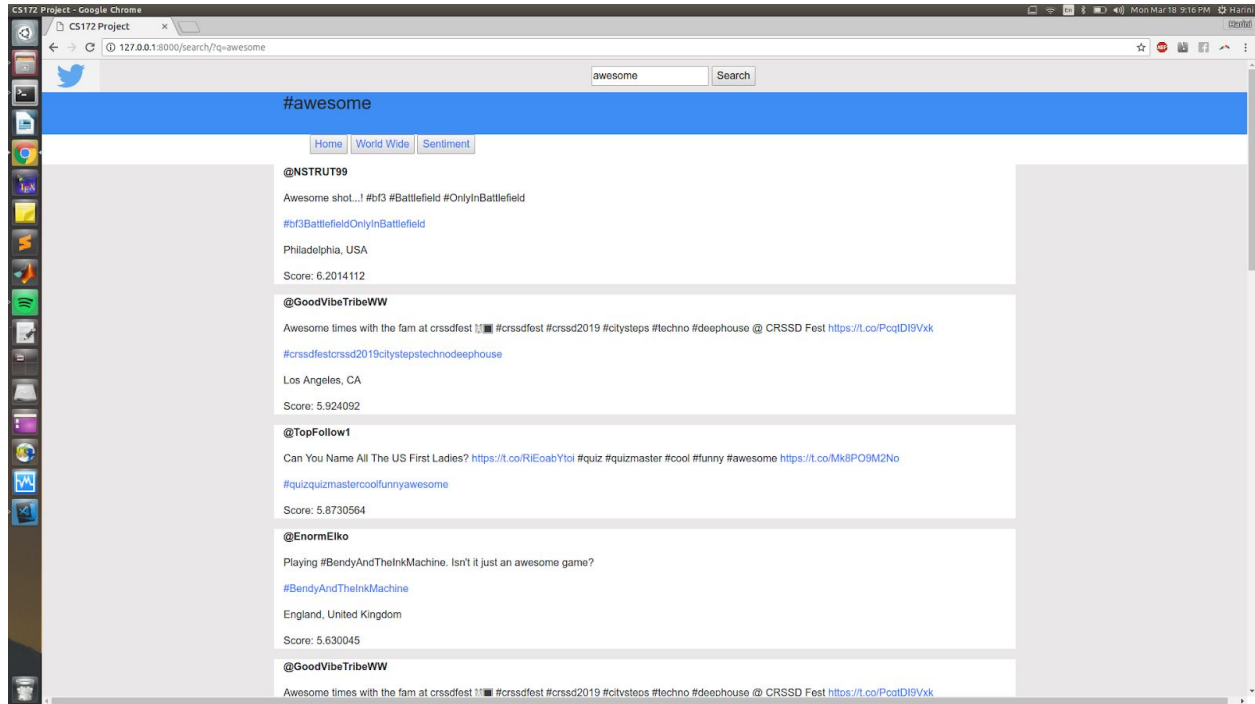 CS172 Project - Google Chrome
En
Mon Mar 18 9:16 PM
Harini
CS172 Project
Harini
127.0.0.1:8000/search/?q=awesome
awesome
Search
#awesome
Home
World Wide
Sentiment
@NSTRUT99
Awesome shot...! #bf3 #Battlefield #OnlyInBattlefield
#bf3BattlefieldOnlyInBattlefield
Philadelphia, USA
Score: 6.2014112
@GoodVibeTribeWW
Awesome times with the fam at crssdfest #crssdfest #crssd2019 #citysteps #techno #deephouse @ CRSSD Fest https://t.co/PcqtDI9Vxk
#crssdfestcrssd2019citystepstechnodeephouse
Los Angeles, CA
Score: 5.924092
@TopFollow1
Can You Name All The US First Ladies? https://t.co/RiEoabYtoi #quiz #quizmaster #cool #funny #awesome https://t.co/Mk8PO9M2No
#quizquizmastercoolfunnyawesome
Score: 5.8730564
@EnormElko
Playing #BendyAndTheInkMachine. Isn't it just an awesome game?
#BendyAndTheInkMachine
England, United Kingdom
Score: 5.630045
@GoodVibeTribeWW
Awesome times with the fam at crssdfest #crssdfest #crssd2019 #citysteps #techno #deephouse @ CRSSD Fest https://t.co/PcqtDI9Vxk